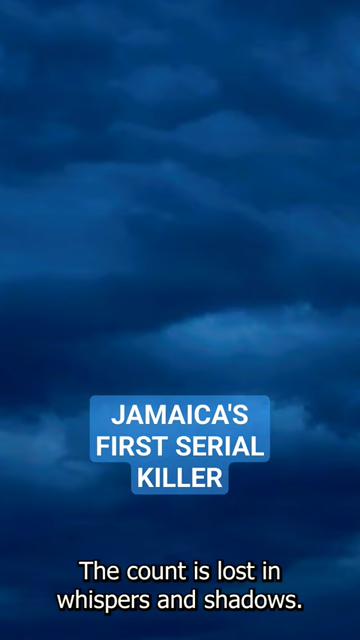 JAMAICA'S
FIRST SERIAL
KILLER
The count is lost in
whispers and shadows.